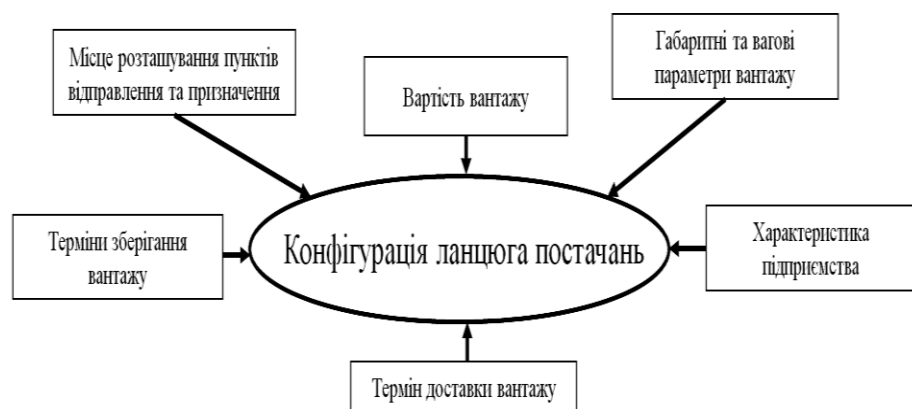 Місце розташування пунктів
відправлення та призначення
Вартість вантажу
Габаритні та вагові
параметри вантажу
Терміни зберігання
вантажу
Конфігурація ланцюга постачань
Характеристика
підприємства
Термін доставки вантажу